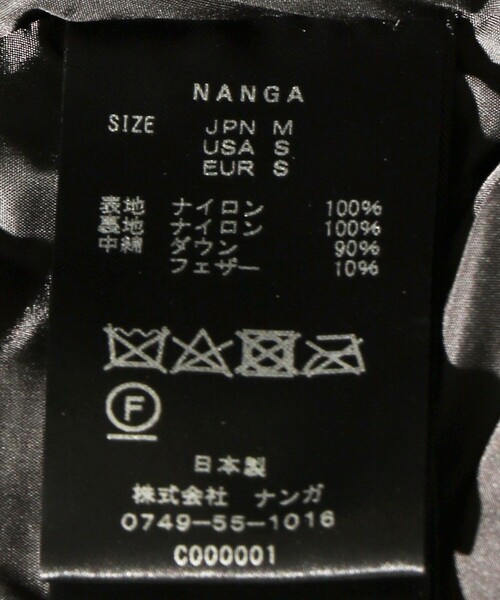 NANGA
SIZE JPN M
USA S
EUR S
表地 ナイロン 100%
裏地 ナイロン 100%
中綿 ダウン 90%
フェザー 10%
F
日本製
株式会社 ナンガ
0749-55-1016
C000001